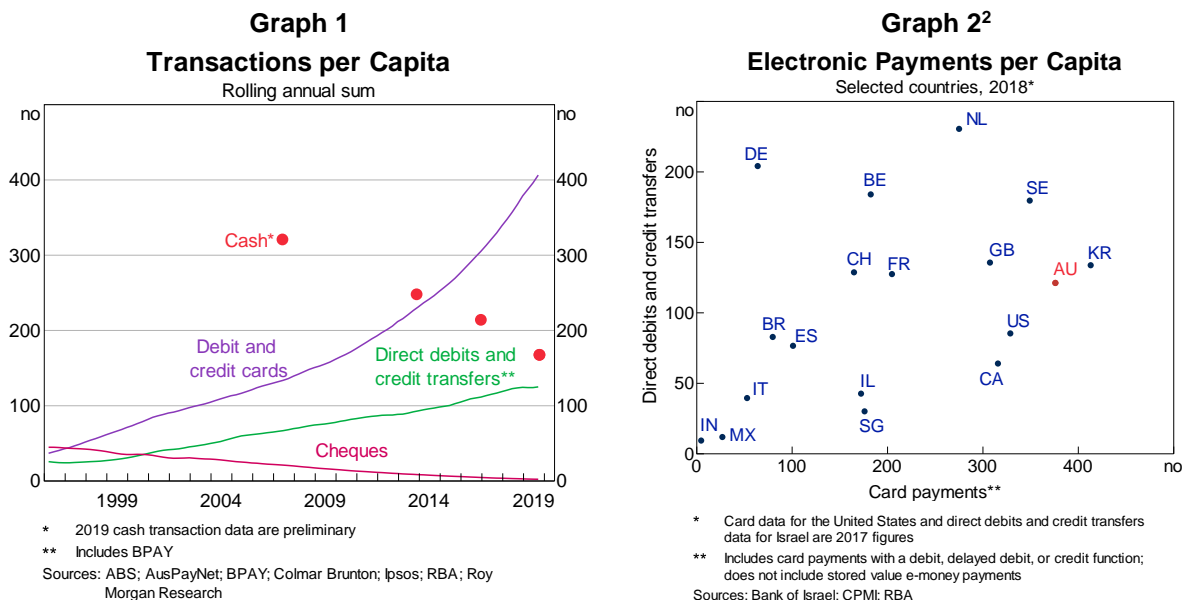 Graph 1
Transactions per Capita
Rolling annual sum
no
no
400
400
300
300
200
200
100
100
0
0
Cash*
Debit and
credit cards
Direct debits and
credit transfers**
Cheques
1999
2004
2009
2014
2019
* 2019 cash transaction data are preliminary
** Includes BPAY
Sources: ABS; AusPayNet; BPAY; Colmar Brunton; Ipsos; RBA; Roy
Morgan Research
Graph 2²
Electronic Payments per Capita
Selected countries, 2018*
no
Direct debits and credit transfers
200
150
100
50
0
NL
DE
BE
SE
CH
FR
GB
KR
AU
BR
ES
US
CA
IT
IL
SG
IN
MX
0
100
200
300
400
no
Card payments**
* Card data for the United States and direct debits and credit transfers
data for Israel are 2017 figures
** Includes card payments with a debit, delayed debit, or credit function;
does not include stored value e-money payments
Sources: Bank of Israel; CPMI; RBA